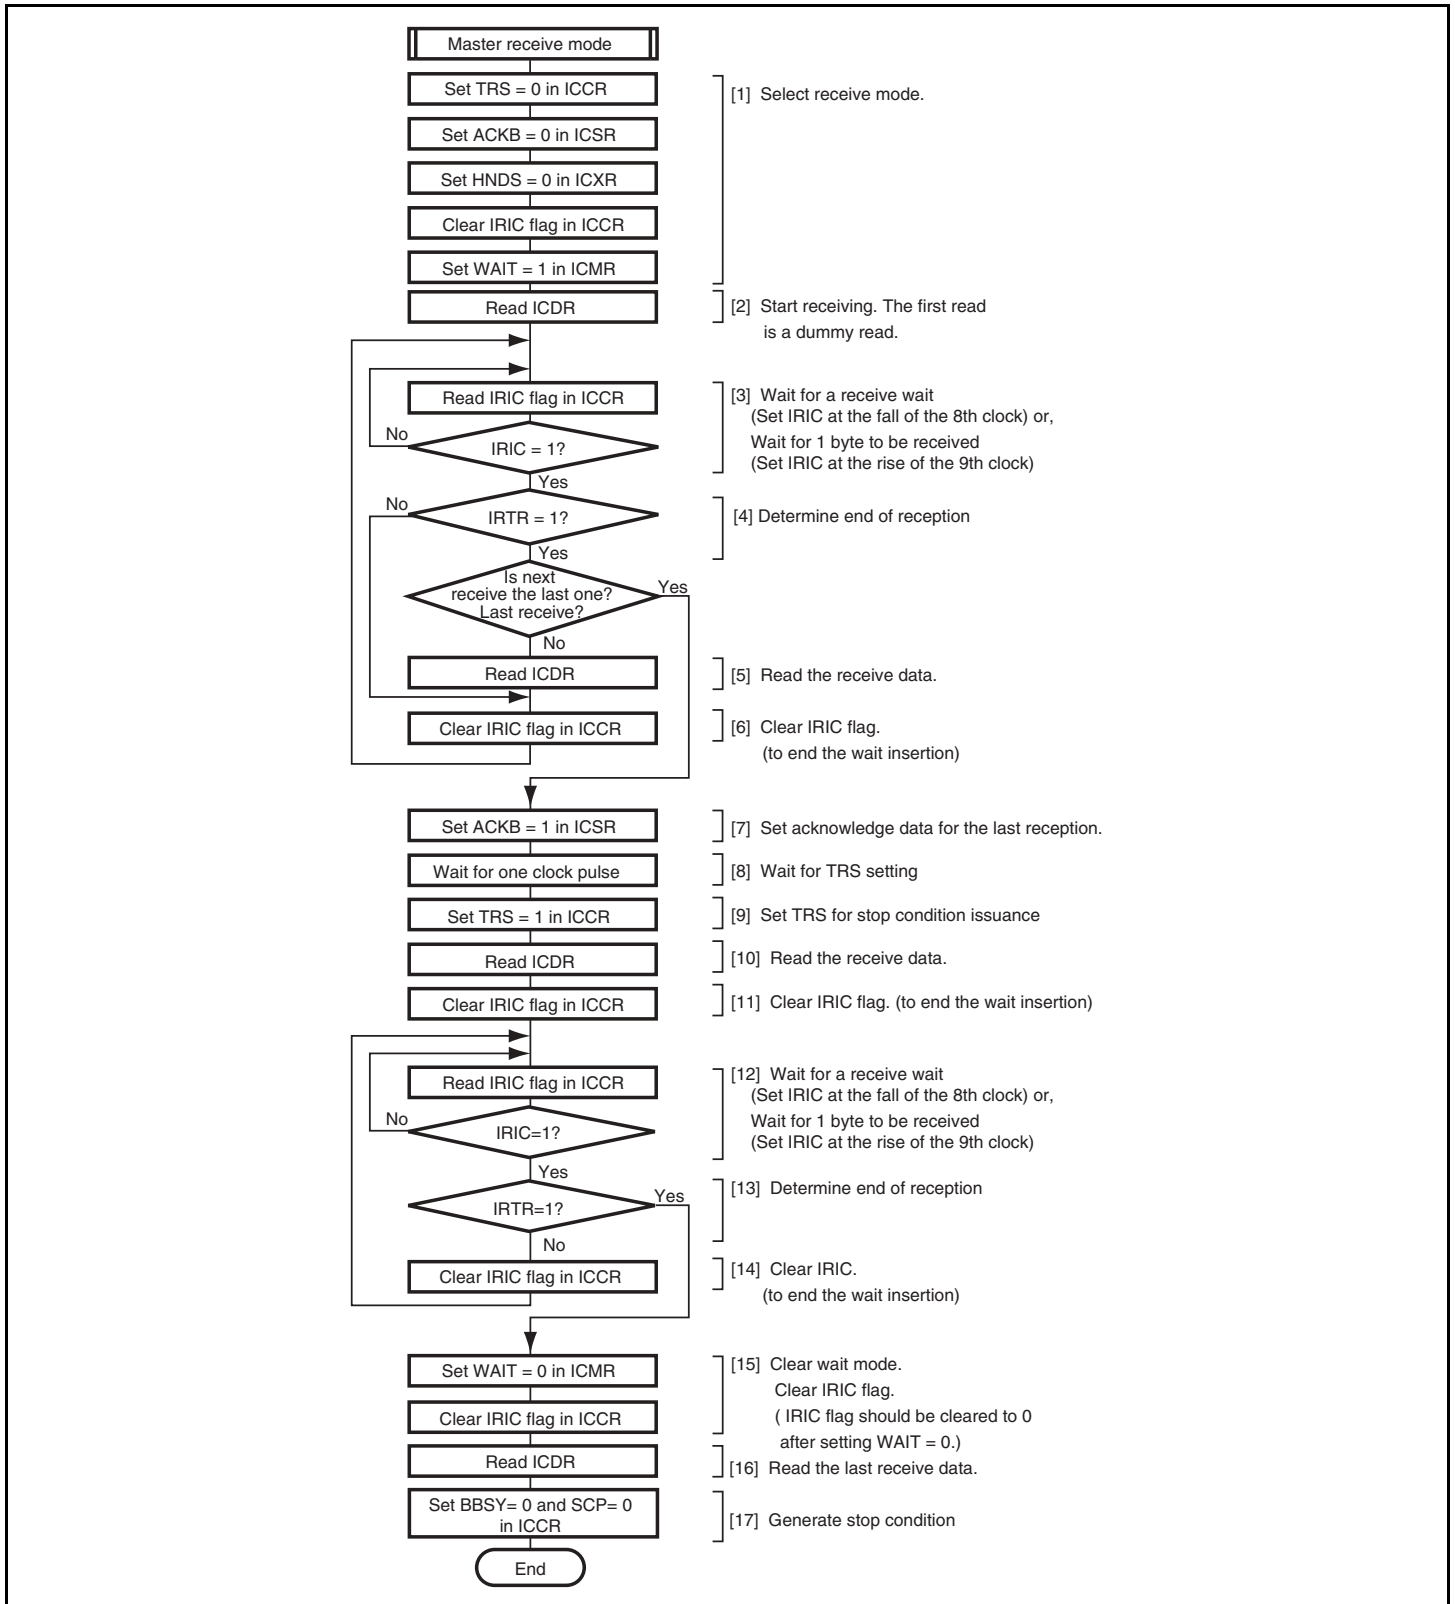 Master receive mode
Set TRS = 0 in ICCR
[1] Select receive mode.
Set ACKB = 0 in ICSR
Set HNDS = 0 in ICXR
Clear IRIC flag in ICCR
Set WAIT = 1 in ICMR
Read ICDR
[2] Start receiving. The first read
is a dummy read.
Read IRIC flag in ICCR
[3] Wait for a receive wait
(Set IRIC at the fall of the 8th clock) or,
Wait for 1 byte to be received
(Set IRIC at the rise of the 9th clock)
No
IRIC = 1?
Yes
No
IRTR = 1?
[4] Determine end of reception
Yes
Is next
receive the last one?
Last receive?
Yes
No
Read ICDR
[5] Read the receive data.
Clear IRIC flag in ICCR
[6] Clear IRIC flag.
(to end the wait insertion)
Set ACKB = 1 in ICSR
[7] Set acknowledge data for the last reception.
Wait for one clock pulse
[8] Wait for TRS setting
Set TRS = 1 in ICCR
[9] Set TRS for stop condition issuance
Read ICDR
[10] Read the receive data.
Clear IRIC flag in ICCR
[11] Clear IRIC flag. (to end the wait insertion)
Read IRIC flag in ICCR
[12] Wait for a receive wait
(Set IRIC at the fall of the 8th clock) or,
Wait for 1 byte to be received
(Set IRIC at the rise of the 9th clock)
No
IRIC=1?
Yes
IRTR=1?
Yes
[13] Determine end of reception
No
Clear IRIC flag in ICCR
[14] Clear IRIC.
(to end the wait insertion)
Set WAIT = 0 in ICMR
[15] Clear wait mode.
Clear IRIC flag.
( IRIC flag should be cleared to 0
after setting WAIT = 0.)
Clear IRIC flag in ICCR
Read ICDR
[16] Read the last receive data.
Set BBSY= 0 and SCP= 0
in ICCR
[17] Generate stop condition
End